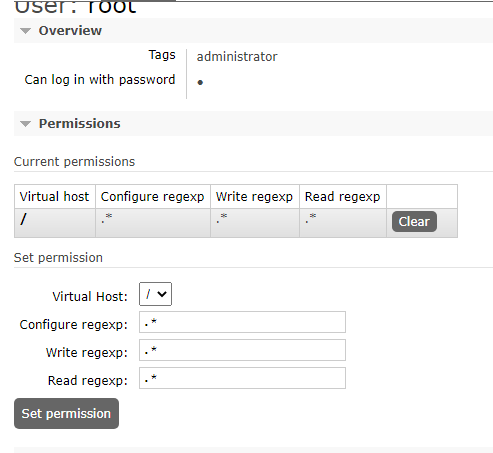 User: root
Overview
Tags administrator
Can log in with password •
Permissions
Current permissions
Virtual host Configure regexp Write regexp Read regexp
/ .* .* .* Clear
Set permission
Virtual Host: /
Configure regexp: .*
Write regexp: .*
Read regexp: .*
Set permission